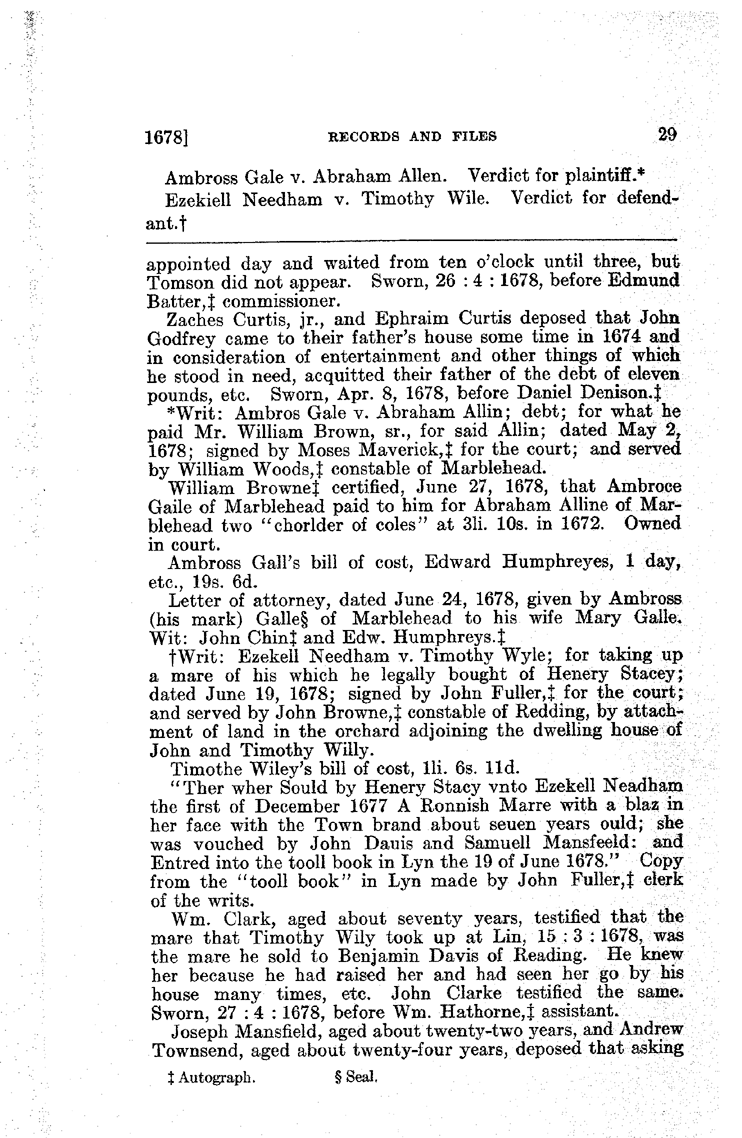 1678] RECORDS AND FILES 29
Ambross Gale v. Abraham Allen. Verdict for plaintiff.*
Ezekiell Needham v. Timothy Wile. Verdict for defend-
ant.†
appointed day and waited from ten o'clock until three, but
Tomson did not appear. Sworn, 26 : 4 : 1678, before Edmund
Batter,‡ commissioner.
Zaches Curtis, jr., and Ephraim Curtis deposed that John
Godfrey came to their father's house some time in 1674 and
in consideration of entertainment and other things of which
he stood in need, acquitted their father of the debt of eleven
pounds, etc. Sworn, Apr. 8, 1678, before Daniel Denison.‡
*Writ: Ambros Gale v. Abraham Allin; debt; for what he
paid Mr. William Brown, sr., for said Allin; dated May 2,
1678; signed by Moses Maverick,‡ for the court; and served
by William Woods,‡ constable of Marblehead.
William Browne‡ certified, June 27, 1678, that Ambroce
Gaile of Marblehead paid to him for Abraham Alline of Mar-
blehead two "chorlder of coles" at 3li. 10s. in 1672. Owned
in court.
Ambross Gall's bill of cost, Edward Humphreyes, 1 day,
etc., 19s. 6d.
Letter of attorney, dated June 24, 1678, given by Ambross
(his mark) Galle§ of Marblehead to his wife Mary Galle.
Wit: John Chin‡ and Edw. Humphreys.‡
†Writ: Ezekell Needham v. Timothy Wyle; for taking up
a mare of his which he legally bought of Henery Stacey;
dated June 19, 1678; signed by John Fuller,‡ for the court;
and served by John Browne,‡ constable of Redding, by attach-
ment of land in the orchard adjoining the dwelling house of
John and Timothy Willy.
Timothe Wiley's bill of cost, 1li. 6s. 11d.
"Ther wher Sould by Henery Stacy vnto Ezekell Neadham
the first of December 1677 A Ronnish Marre with a blaz in
her face with the Town brand about seuen years ould; she
was vouched by John Dauis and Samuell Mansfeeld: and
Entred into the tooll book in Lyn the 19 of June 1678." Copy
from the "tooll book" in Lyn made by John Fuller,‡ clerk
of the writs.
Wm. Clark, aged about seventy years, testified that the
mare that Timothy Wily took up at Lin, 15 : 3 : 1678, was
the mare he sold to Benjamin Davis of Reading. He knew
her because he had raised her and had seen her go by his
house many times, etc. John Clarke testified the same.
Sworn, 27 : 4 : 1678, before Wm. Hathorne,‡ assistant.
Joseph Mansfield, aged about twenty-two years, and Andrew
Townsend, aged about twenty-four years, deposed that asking
‡ Autograph. § Seal.